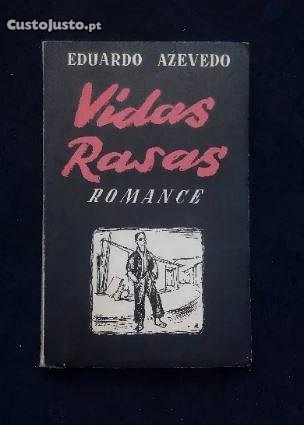 CustoJusto.pt
EDUARDO AZEVEDO
Vidas
Rasas
ROMANCE